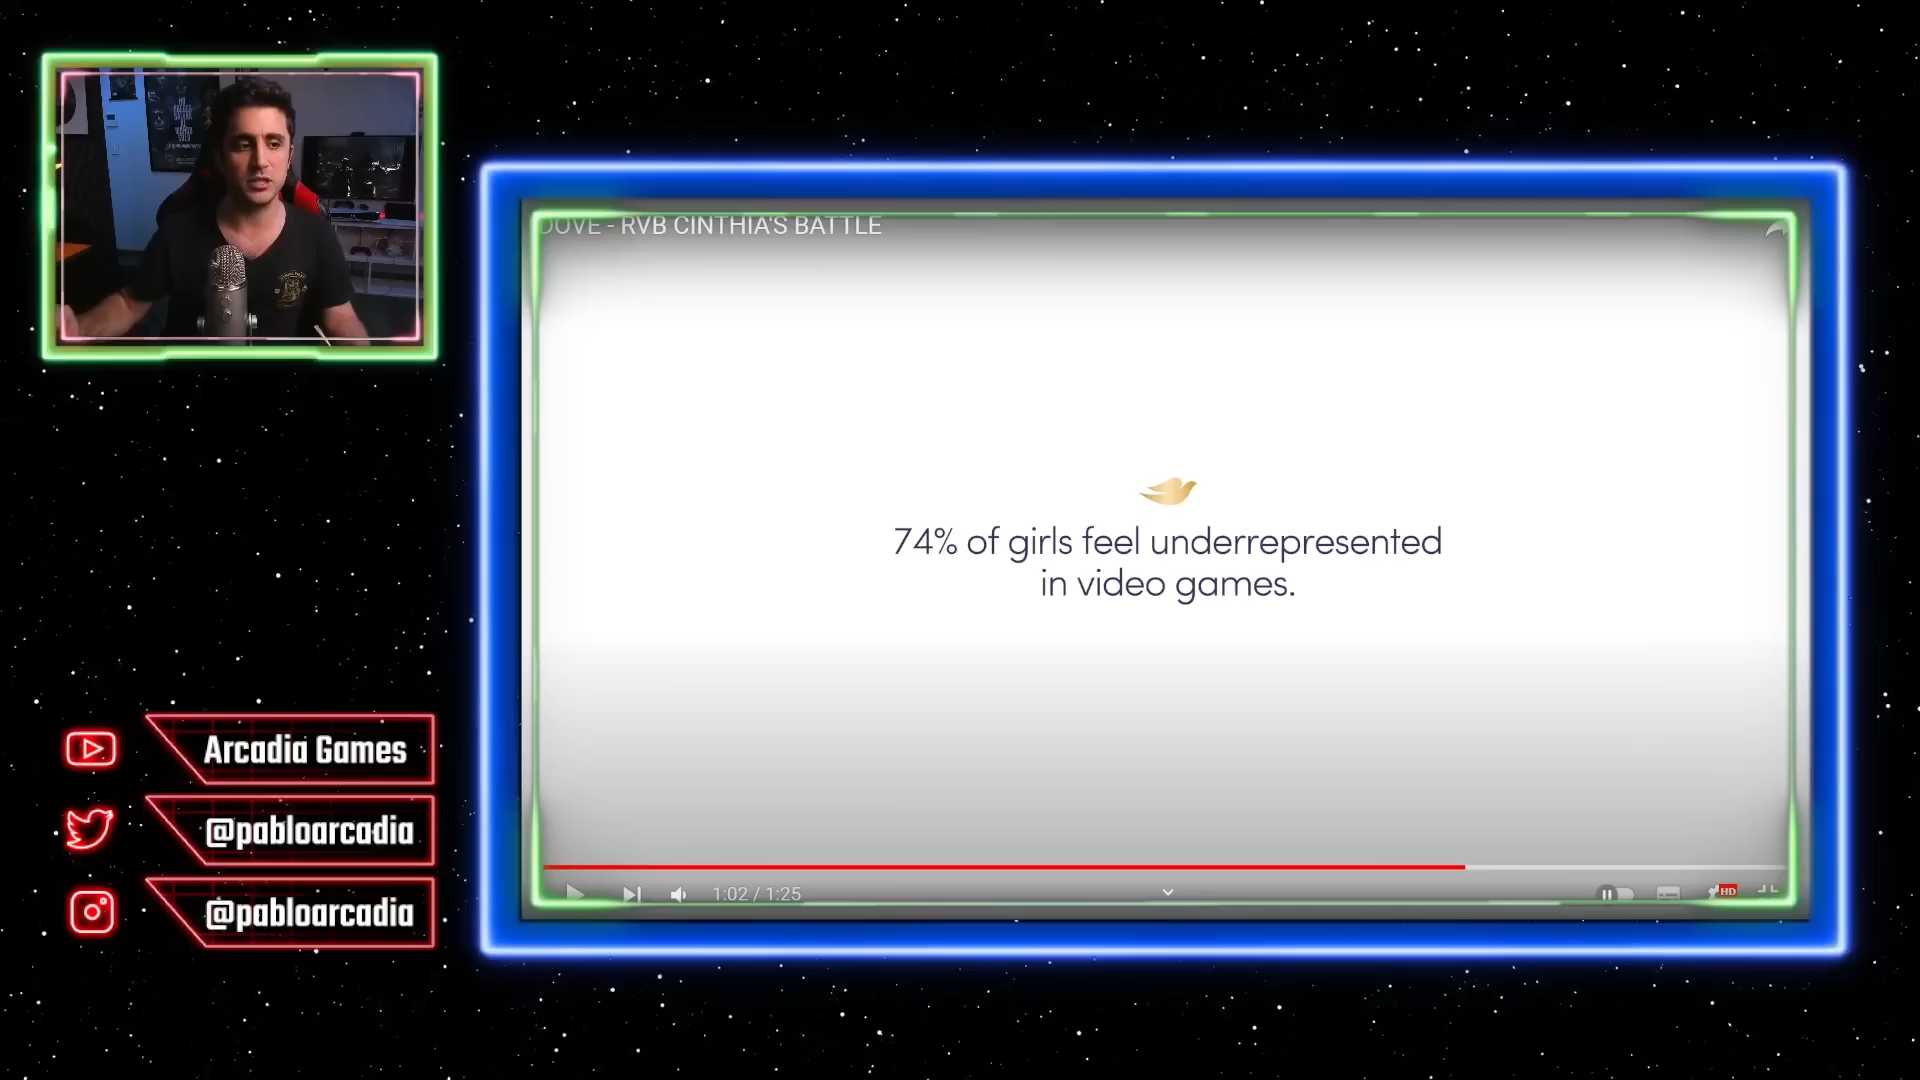 DOVE - RVB CINTHIA'S BATTLE
74% of girls feel underrepresented
in video games.
1:02 / 1:25
HD
Arcadia Games
@pabloarcadia
@pabloarcadia